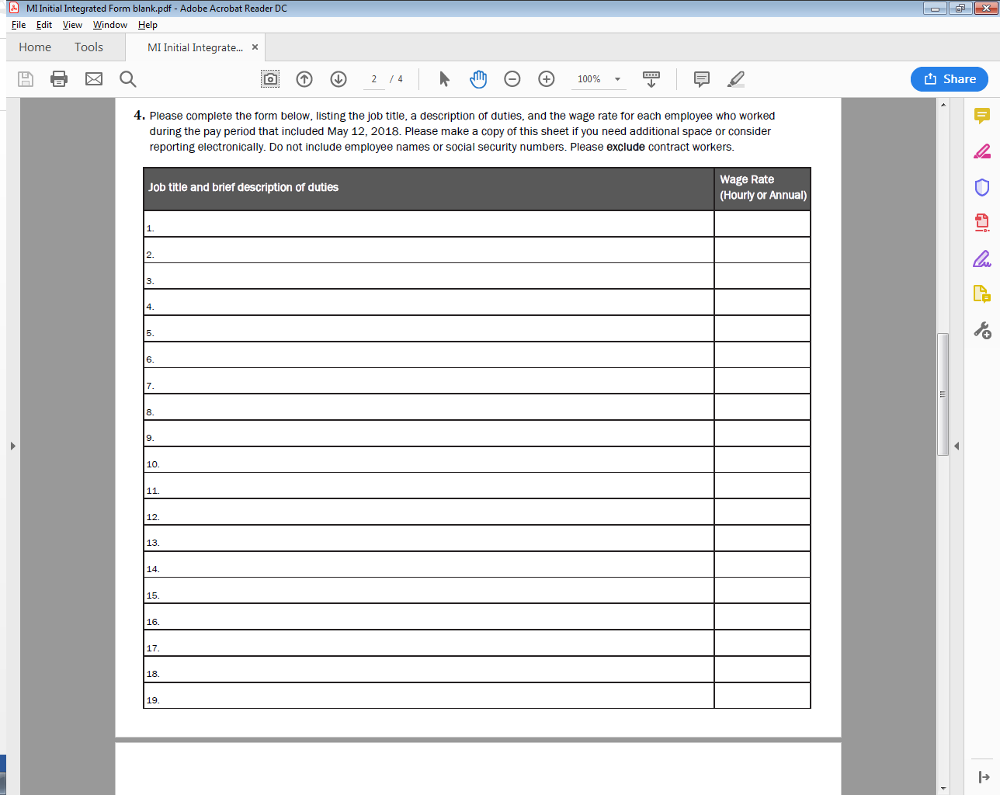 MI Initial Integrated Form blank.pdf - Adobe Acrobat Reader DC
File Edit View Window Help
Home Tools MI Initial Integrate... ×
2 / 4 100% Share
4. Please complete the form below, listing the job title, a description of duties, and the wage rate for each employee who worked
during the pay period that included May 12, 2018. Please make a copy of this sheet if you need additional space or consider
reporting electronically. Do not include employee names or social security numbers. Please exclude contract workers.
Job title and brief description of duties
Wage Rate
(Hourly or Annual)
1.
2.
3.
4.
5.
6.
7.
8.
9.
10.
11.
12.
13.
14.
15.
16.
17.
18.
19.